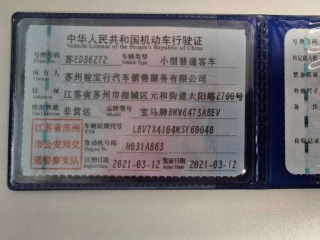 中华人民共和国机动车行驶证
Vehicle License of the People's Republic of China
号牌号码 苏ED86272 车辆类型 小型普通客车
Plate No. Vehicle Type
所有人 苏州骏宝行汽车销售服务有限公司
住址 江苏省苏州市相城区元和街道太阳路2700号
使用性质 非营运 品牌型号 宝马牌BMW6475ABEV
江苏省苏州
市公安局交
通警察支队
车辆识别代号 LBV7X4104MSY60640
VIN
发动机号码 H031A863
Engine No.
注册日期 2021-03-12 发证日期 2021-03-12
Register Date Issue Date
号牌号码